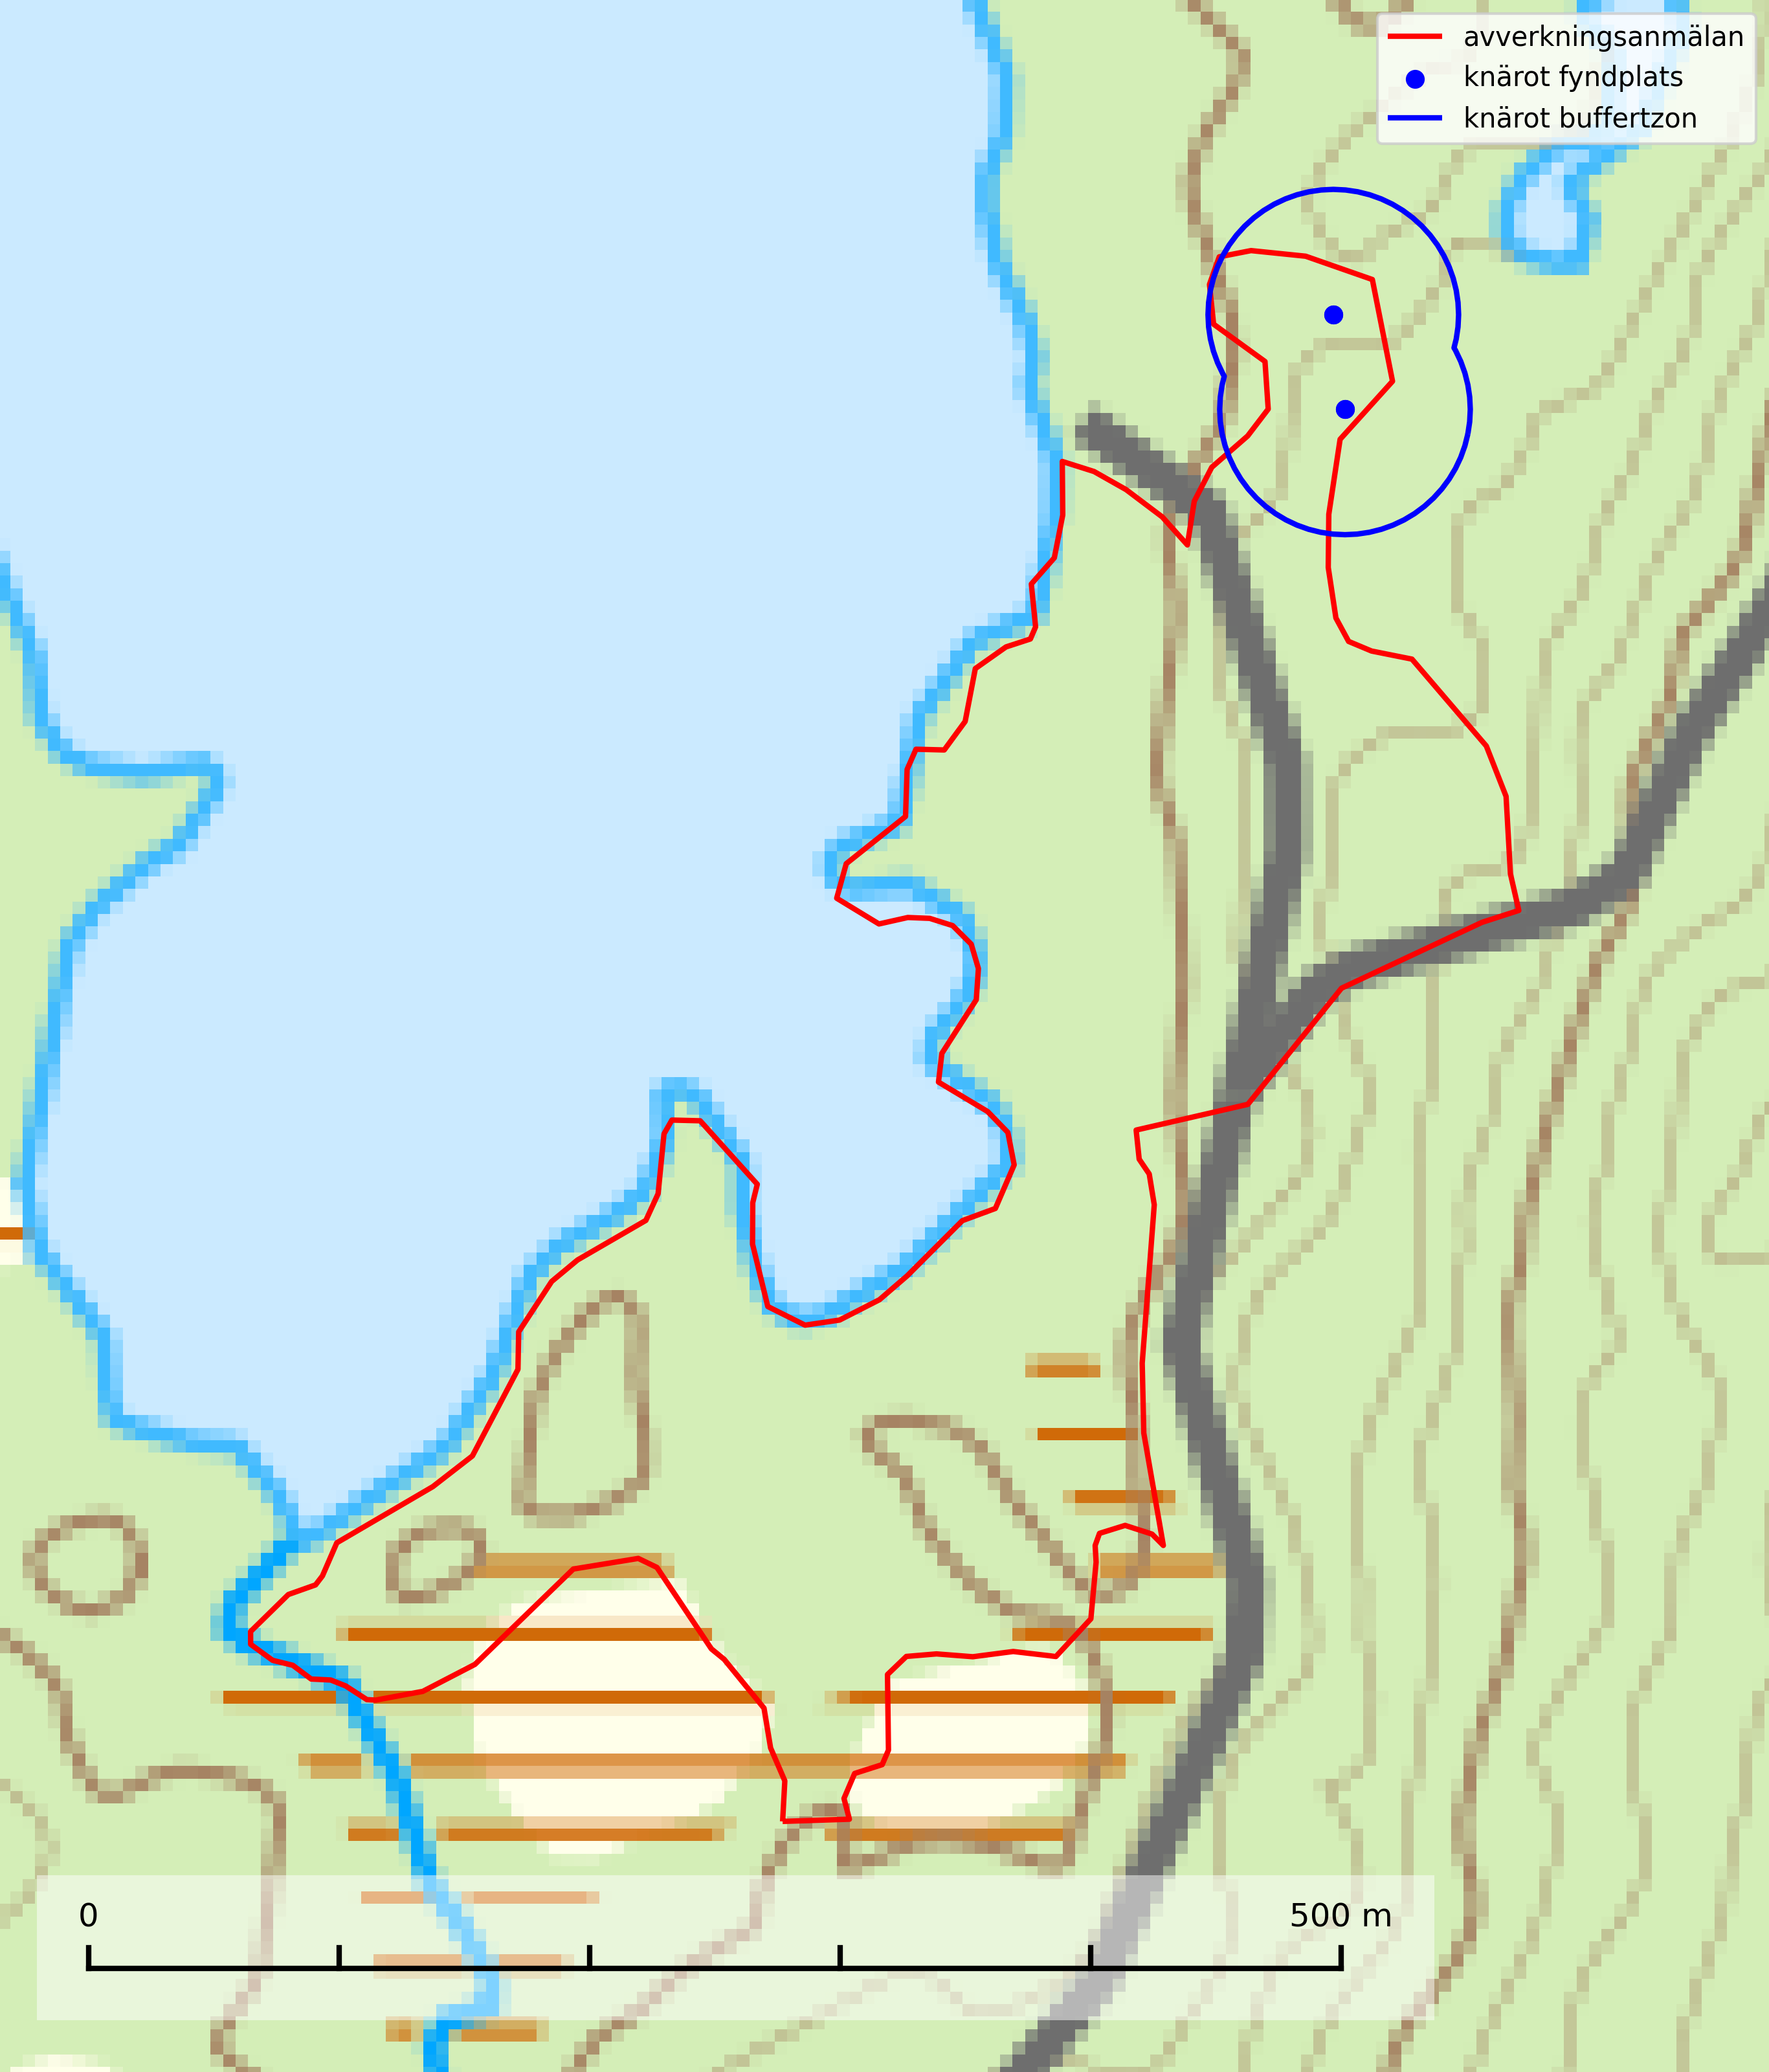 avverkningsanmälan
knärot fyndplats
knärot buffertzon
0
500 m